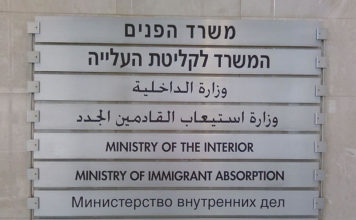 משרד הפנים
המשרד לקליטת העלייה
وزارة الداخلية
وزارة استيعاب القادمين الجدد
MINISTRY OF THE INTERIOR
MINISTRY OF IMMIGRANT ABSORPTION
Министерство внутренних дел